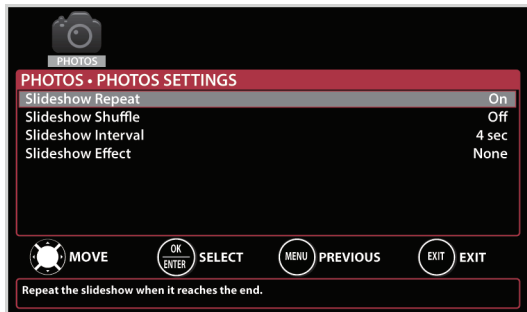 PHOTOS
PHOTOS • PHOTOS SETTINGS
Slideshow Repeat On
Slideshow Shuffle Off
Slideshow Interval 4 sec
Slideshow Effect None
MOVE OK ENTER SELECT MENU PREVIOUS EXIT EXIT
Repeat the slideshow when it reaches the end.